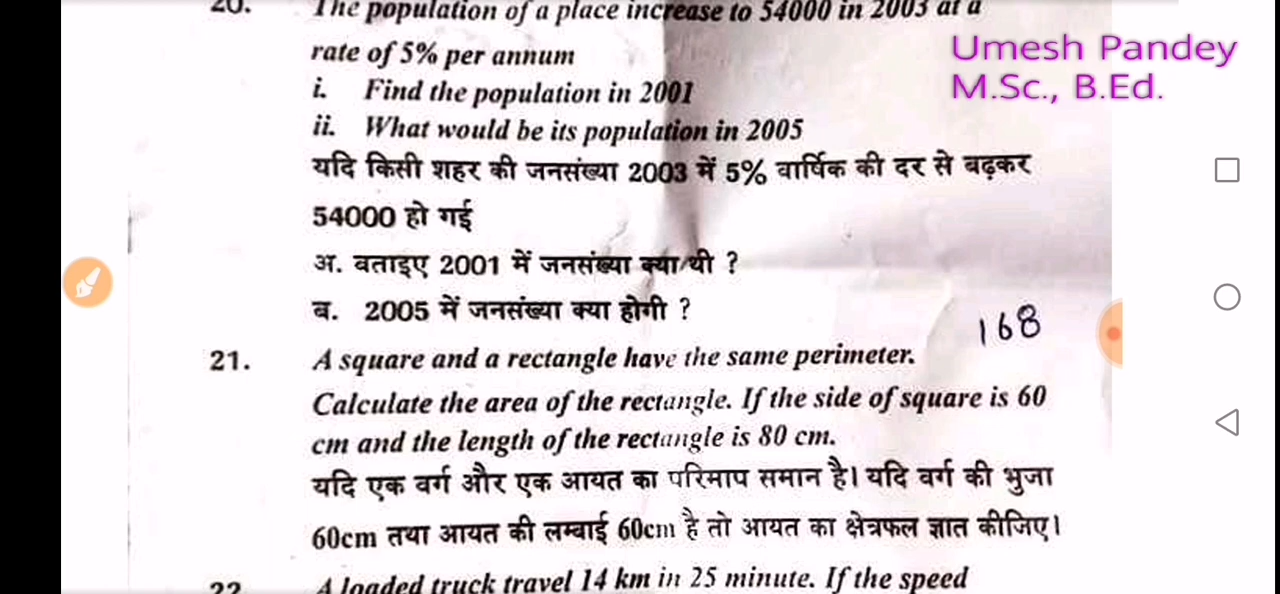 20. The population of a place increase to 54000 in 2003 at a
rate of 5% per annum
Umesh Pandey
M.Sc., B.Ed.
i. Find the population in 2001
ii. What would be its population in 2005
यदि किसी शहर की जनसंख्या 2003 में 5% वार्षिक की दर से बढ़कर
54000 हो गई
अ. बताइए 2001 में जनसंख्या क्या थी ?
ब. 2005 में जनसंख्या क्या होगी ?
168
21. A square and a rectangle have the same perimeter.
Calculate the area of the rectangle. If the side of square is 60
cm and the length of the rectangle is 80 cm.
यदि एक वर्ग और एक आयत का परिमाप समान है। यदि वर्ग की भुजा
60cm तथा आयत की लम्बाई 60cm है तो आयत का क्षेत्रफल ज्ञात कीजिए।
22. A loaded truck travel 14 km in 25 minute. If the speed